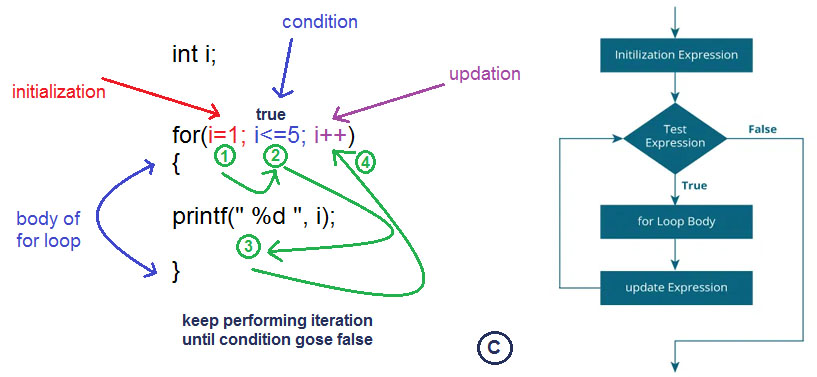 condition
int i;
updation
initialization
true
for(i=1; i<=5; i++)
1
2
4
{
body of
for loop
printf(" %d ", i);
3
}
keep performing iteration
until condition gose false
C
Initilization Expression
Test
Expression
False
True
for Loop Body
update Expression